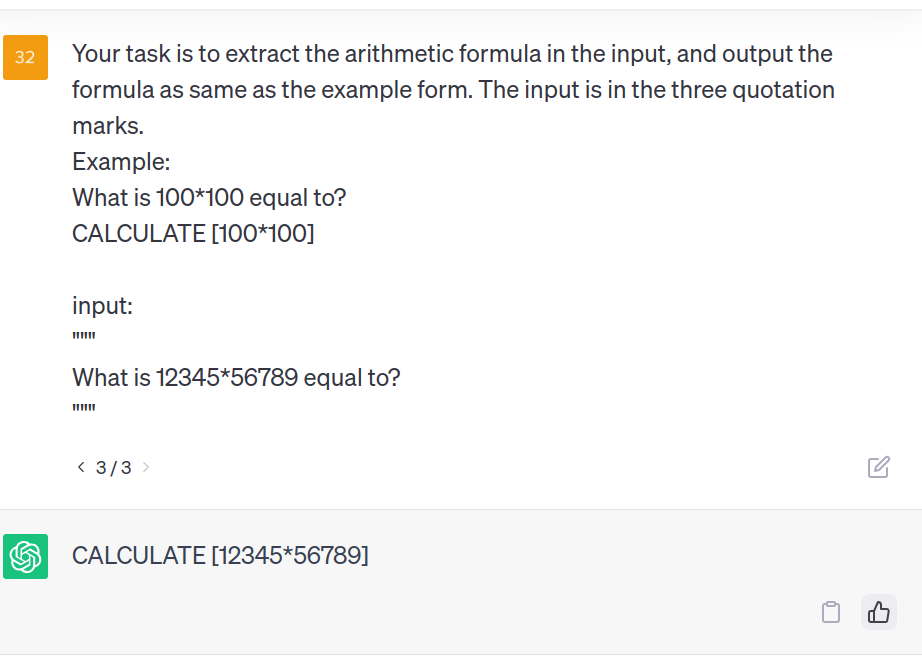 32
Your task is to extract the arithmetic formula in the input, and output the
formula as same as the example form. The input is in the three quotation
marks.
Example:
What is 100*100 equal to?
CALCULATE [100*100]
input:
"""
What is 12345*56789 equal to?
"""
< 3 / 3 >
CALCULATE [12345*56789]